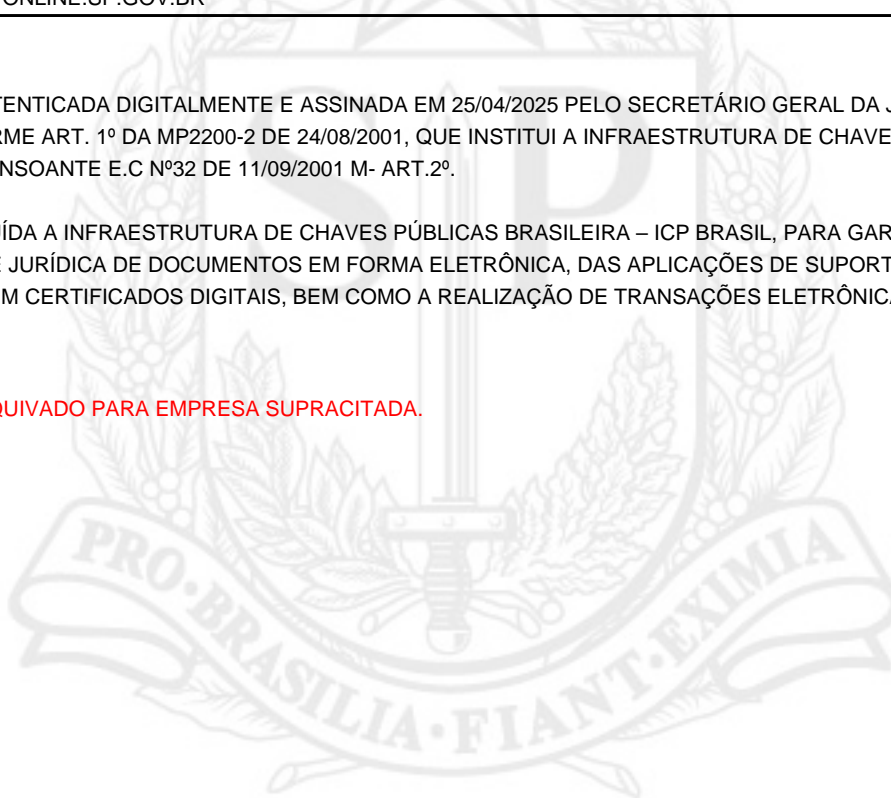 ONLINE.SP.GOV.BR
TENTICADA DIGITALMENTE E ASSINADA EM 25/04/2025 PELO SECRETÁRIO GERAL DA J
RME ART. 1º DA MP2200-2 DE 24/08/2001, QUE INSTITUI A INFRAESTRUTURA DE CHAVE
NSOANTE E.C Nº32 DE 11/09/2001 M- ART.2º.
UÍDA A INFRAESTRUTURA DE CHAVES PÚBLICAS BRASILEIRA – ICP BRASIL, PARA GAR
E JURÍDICA DE DOCUMENTOS EM FORMA ELETRÔNICA, DAS APLICAÇÕES DE SUPORT
M CERTIFICADOS DIGITAIS, BEM COMO A REALIZAÇÃO DE TRANSAÇÕES ELETRÔNICA
QUIVADO PARA EMPRESA SUPRACITADA.
SP
PRO·BRASILIA·FIANT·EXIMIA